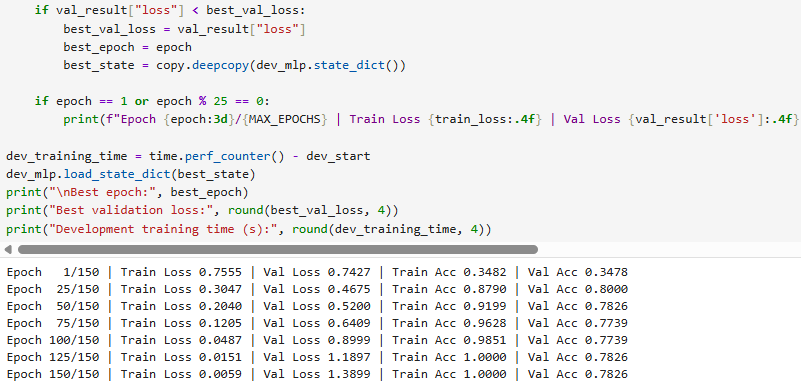 if val_result["loss"] < best_val_loss:
        best_val_loss = val_result["loss"]
        best_epoch = epoch
        best_state = copy.deepcopy(dev_mlp.state_dict())
    if epoch == 1 or epoch % 25 == 0:
        print(f"Epoch {epoch:3d}/{MAX_EPOCHS} | Train Loss {train_loss:.4f} | Val Loss {val_result['loss']:.4f}
dev_training_time = time.perf_counter() - dev_start
dev_mlp.load_state_dict(best_state)
print("\nBest epoch:", best_epoch)
print("Best validation loss:", round(best_val_loss, 4))
print("Development training time (s):", round(dev_training_time, 4))
Epoch   1/150 | Train Loss 0.7555 | Val Loss 0.7427 | Train Acc 0.3482 | Val Acc 0.3478
Epoch  25/150 | Train Loss 0.3047 | Val Loss 0.4675 | Train Acc 0.8790 | Val Acc 0.8000
Epoch  50/150 | Train Loss 0.2040 | Val Loss 0.5200 | Train Acc 0.9199 | Val Acc 0.7826
Epoch  75/150 | Train Loss 0.1205 | Val Loss 0.6409 | Train Acc 0.9628 | Val Acc 0.7739
Epoch 100/150 | Train Loss 0.0487 | Val Loss 0.8999 | Train Acc 0.9851 | Val Acc 0.7739
Epoch 125/150 | Train Loss 0.0151 | Val Loss 1.1897 | Train Acc 1.0000 | Val Acc 0.7826
Epoch 150/150 | Train Loss 0.0059 | Val Loss 1.3899 | Train Acc 1.0000 | Val Acc 0.7826